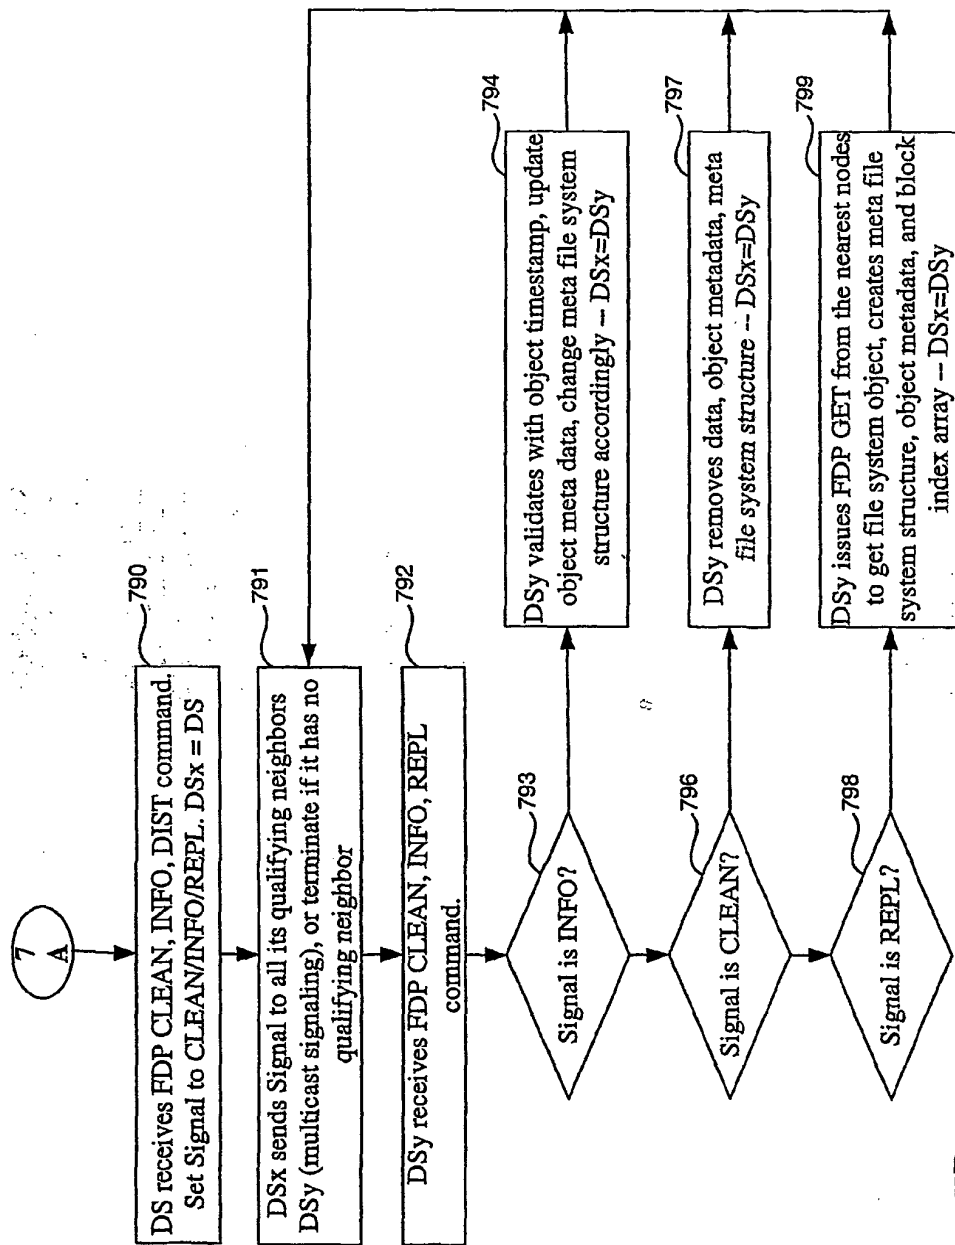 7
A
790
DS receives FDP CLEAN, INFO, DIST command.
Set Signal to CLEAN/INFO/REPL. DSx = DS
791
DSx sends Signal to all its qualifying neighbors
DSy (multicast signaling), or terminate if it has no
qualifying neighbor
792
DSy receives FDP CLEAN, INFO, REPL
command.
793
Signal is INFO?
794
DSy validates with object timestamp, update
object meta data, change meta file system
structure accordingly -- DSx=DSy
796
Signal is CLEAN?
797
DSy removes data, object metadata, meta
file system structure -- DSx=DSy
798
Signal is REPL?
799
DSy issues FDP GET from the nearest nodes
to get file system object, creates meta file
system structure, object metadata, and block
index array -- DSx=DSy